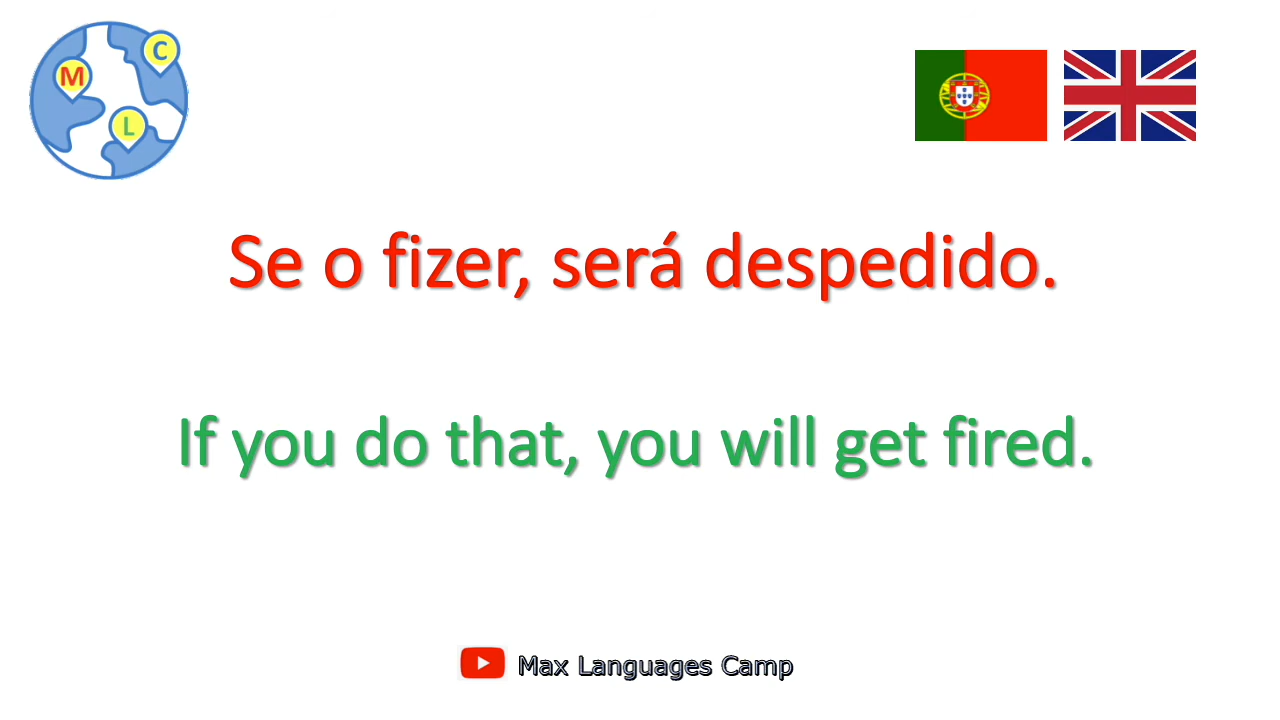 M
C
L
Se o fizer, será despedido.
If you do that, you will get fired.
Max Languages Camp